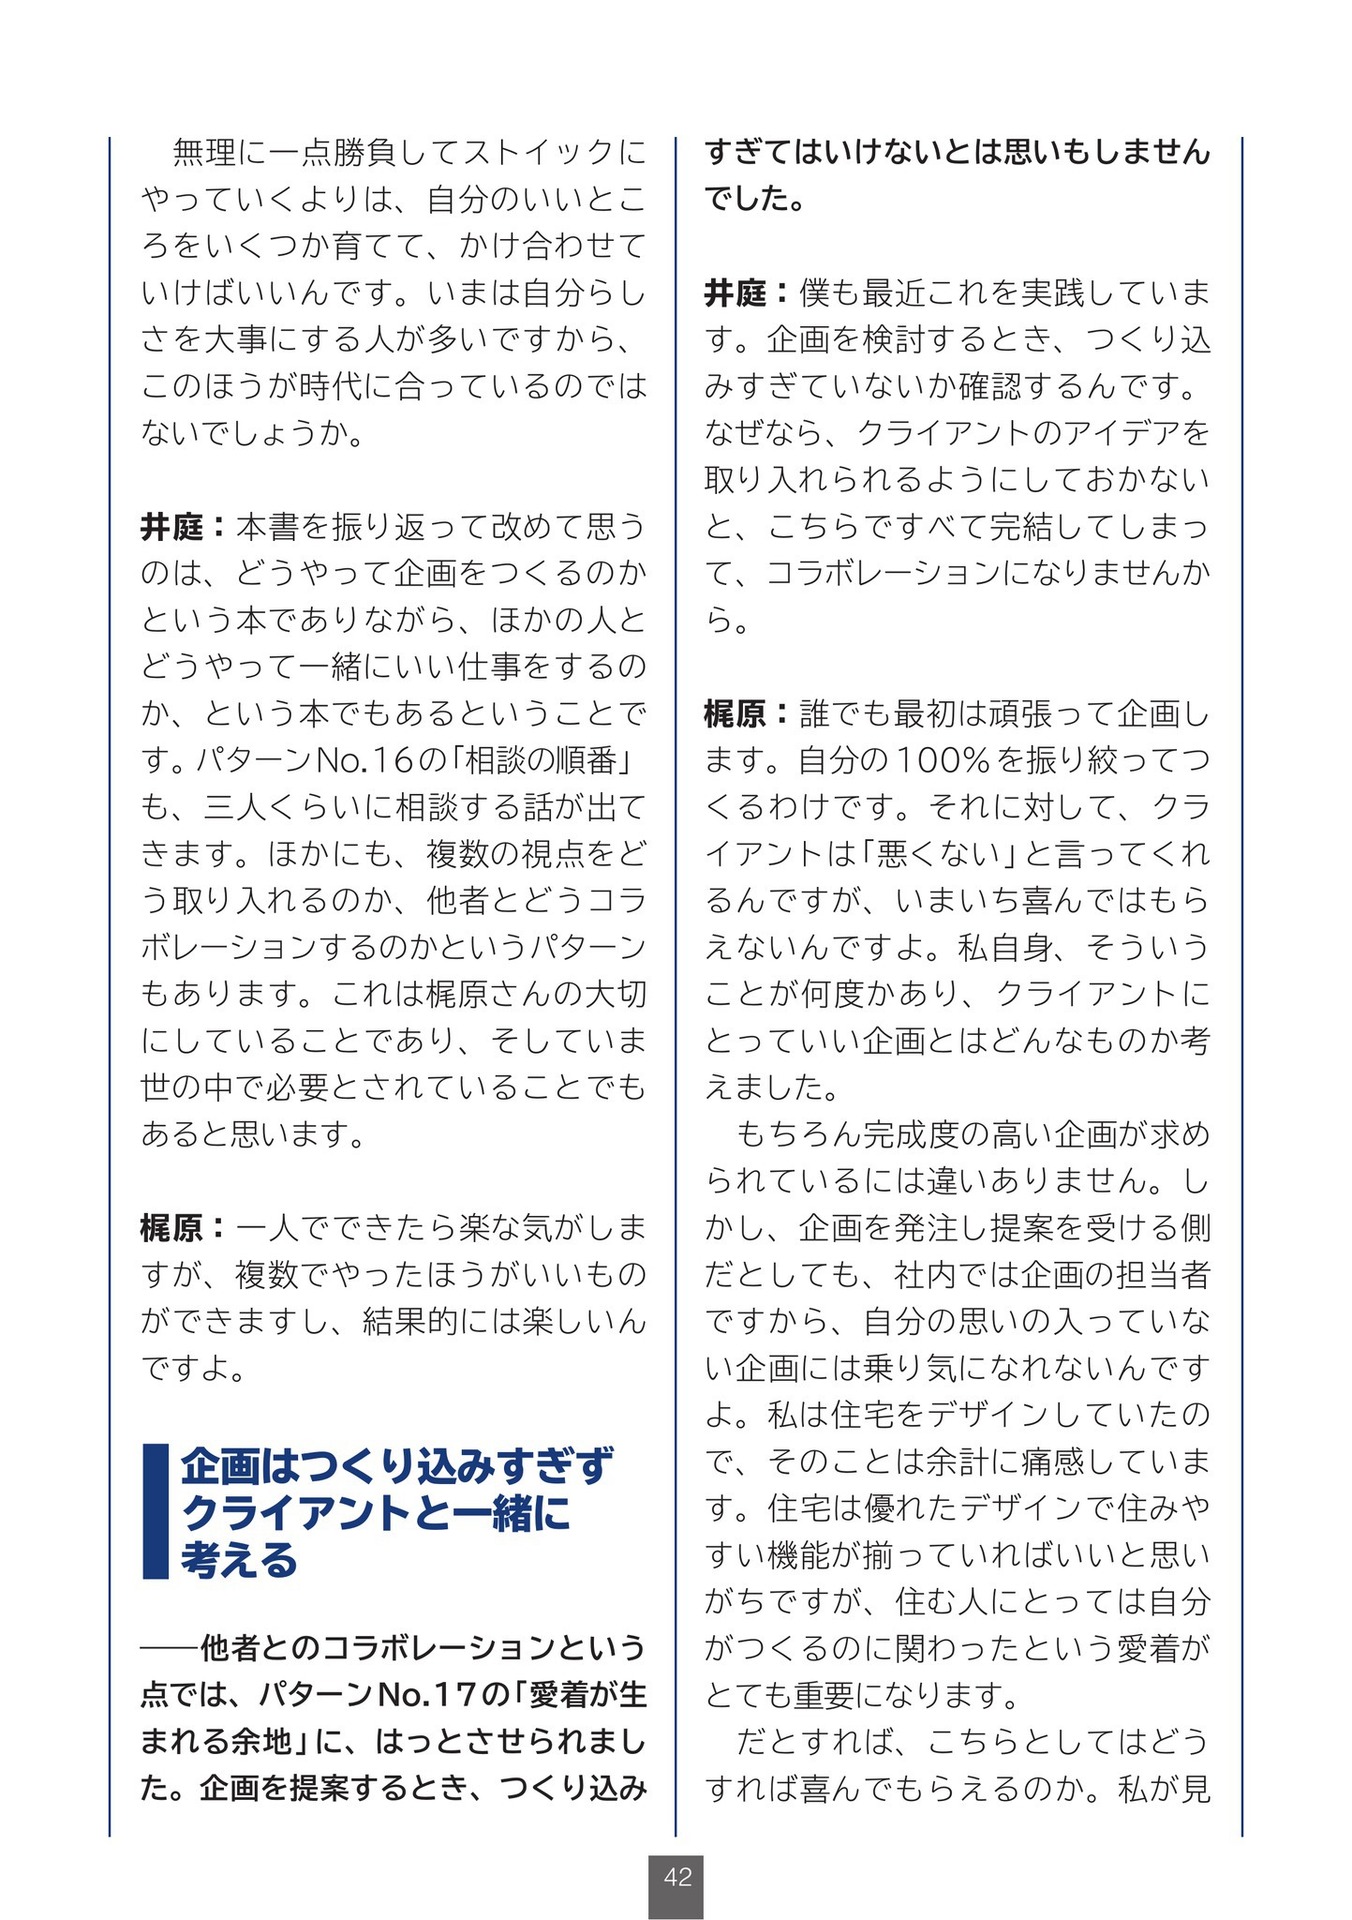 無理に一点勝負してストイックに
やっていくよりは、自分のいいとこ
ろをいくつか育てて、かけ合わせて
いけばいいんです。いまは自分らし
さを大事にする人が多いですから、
このほうが時代に合っているのでは
ないでしょうか。
井庭：本書を振り返って改めて思う
のは、どうやって企画をつくるのか
という本でありながら、ほかの人と
どうやって一緒にいい仕事をするの
か、という本でもあるということで
す。パターンNo.16の「相談の順番」
も、三人くらいに相談する話が出て
きます。ほかにも、複数の視点をど
う取り入れるのか、他者とどうコラ
ボレーションするのかというパターン
もあります。これは梶原さんの大切
にしていることであり、そしていま
世の中で必要とされていることでも
あると思います。
梶原：一人でできたら楽な気がしま
すが、複数でやったほうがいいもの
ができますし、結果的には楽しいん
ですよ。
企画はつくり込みすぎず
クライアントと一緒に
考える
――他者とのコラボレーションという
点では、パターンNo.17の「愛着が生
まれる余地」に、はっとさせられまし
た。企画を提案するとき、つくり込み
すぎてはいけないとは思いもしません
でした。
井庭：僕も最近これを実践していま
す。企画を検討するとき、つくり込
みすぎていないか確認するんです。
なぜなら、クライアントのアイデアを
取り入れられるようにしておかない
と、こちらですべて完結してしまっ
て、コラボレーションになりませんか
ら。
梶原：誰でも最初は頑張って企画し
ます。自分の100%を振り絞ってつ
くるわけです。それに対して、クラ
イアントは「悪くない」と言ってくれ
るんですが、いまいち喜んではもら
えないんですよ。私自身、そういう
ことが何度かあり、クライアントに
とっていい企画とはどんなものか考
えました。
もちろん完成度の高い企画が求め
られているには違いありません。し
かし、企画を発注し提案を受ける側
だとしても、社内では企画の担当者
ですから、自分の思いの入っていな
い企画には乗り気になれないんです
よ。私は住宅をデザインしていたの
で、そのことは余計に痛感していま
す。住宅は優れたデザインで住みや
すい機能が揃っていればいいと思い
がちですが、住む人にとっては自分
がつくるのに関わったという愛着が
とても重要になります。
だとすれば、こちらとしてはどう
すれば喜んでもらえるのか。私が見
42